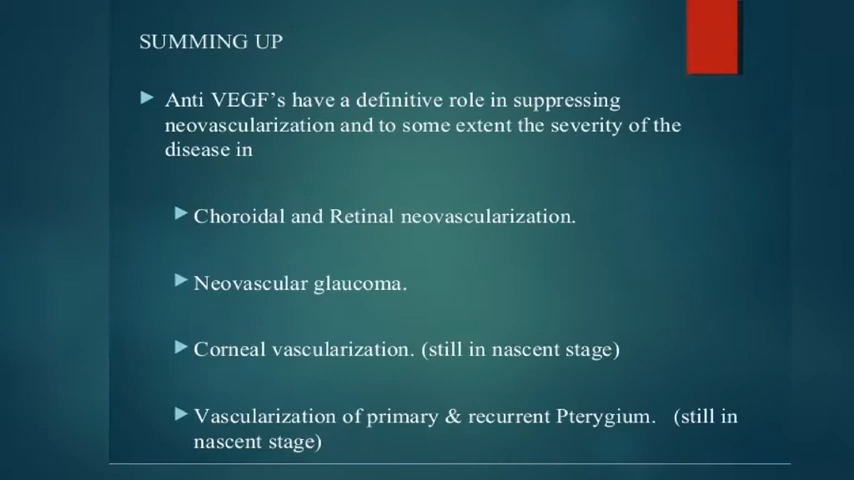 SUMMING UP
Anti VEGF's have a definitive role in suppressing
neovascularization and to some extent the severity of the
disease in
Choroidal and Retinal neovascularization.
Neovascular glaucoma.
Corneal vascularization. (still in nascent stage)
Vascularization of primary & recurrent Pterygium. (still in
nascent stage)